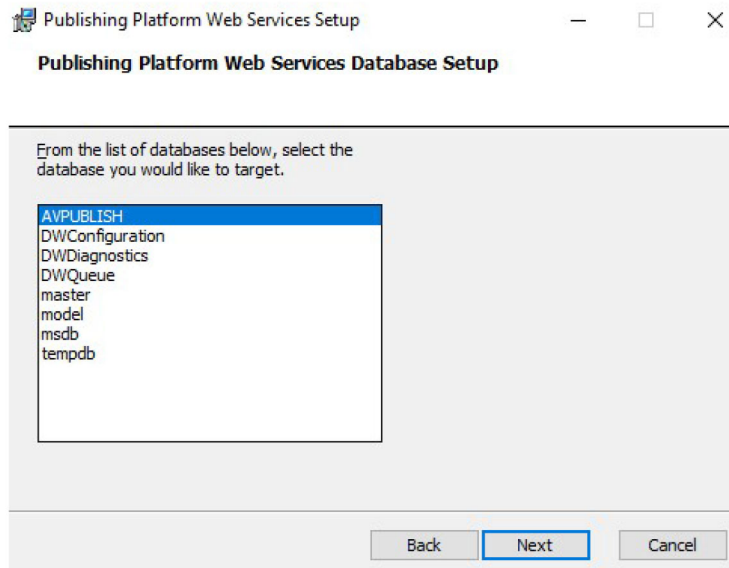 Publishing Platform Web Services Setup
Publishing Platform Web Services Database Setup
From the list of databases below, select the
database you would like to target.
AVPUBLISH
DWConfiguration
DWDiagnostics
DWQueue
master
model
msdb
tempdb
Back
Next
Cancel